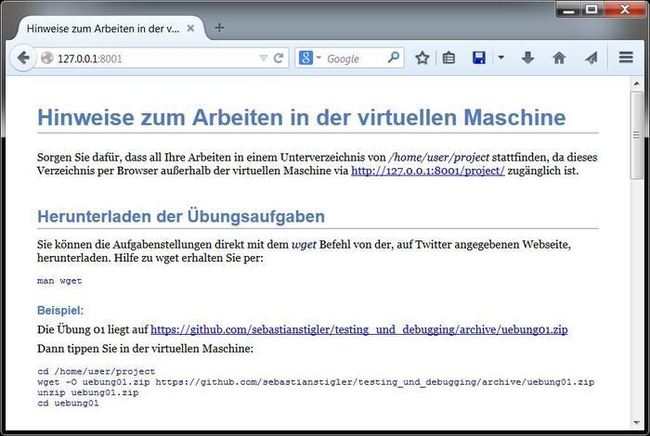 Hinweise zum Arbeiten in der v...
127.0.0.1:8001
Google
Hinweise zum Arbeiten in der virtuellen Maschine
Sorgen Sie dafür, dass all Ihre Arbeiten in einem Unterverzeichnis von /home/user/project stattfinden, da dieses
Verzeichnis per Browser außerhalb der virtuellen Maschine via http://127.0.0.1:8001/project/ zugänglich ist.
Herunterladen der Übungsaufgaben
Sie können die Aufgabenstellungen direkt mit dem wget Befehl von der, auf Twitter angegebenen Webseite,
herunterladen. Hilfe zu wget erhalten Sie per:
man wget
Beispiel:
Die Übung 01 liegt auf https://github.com/sebastianstigler/testing_und_debugging/archive/uebung01.zip
Dann tippen Sie in der virtuellen Maschine:
cd /home/user/project
wget -O uebung01.zip https://github.com/sebastianstigler/testing_und_debugging/archive/uebung01.zip
unzip uebung01.zip
cd uebung01